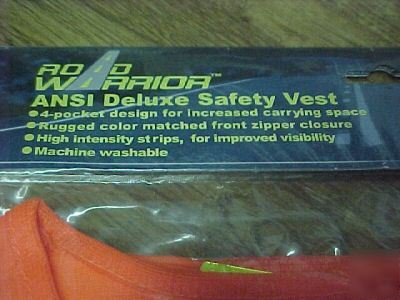 ROAD
WARRIOR™
ANSI Deluxe Safety Vest
●4-pocket design for increased carrying space
●Rugged color matched front zipper closure
●High intensity strips, for improved visibility
●Machine washable